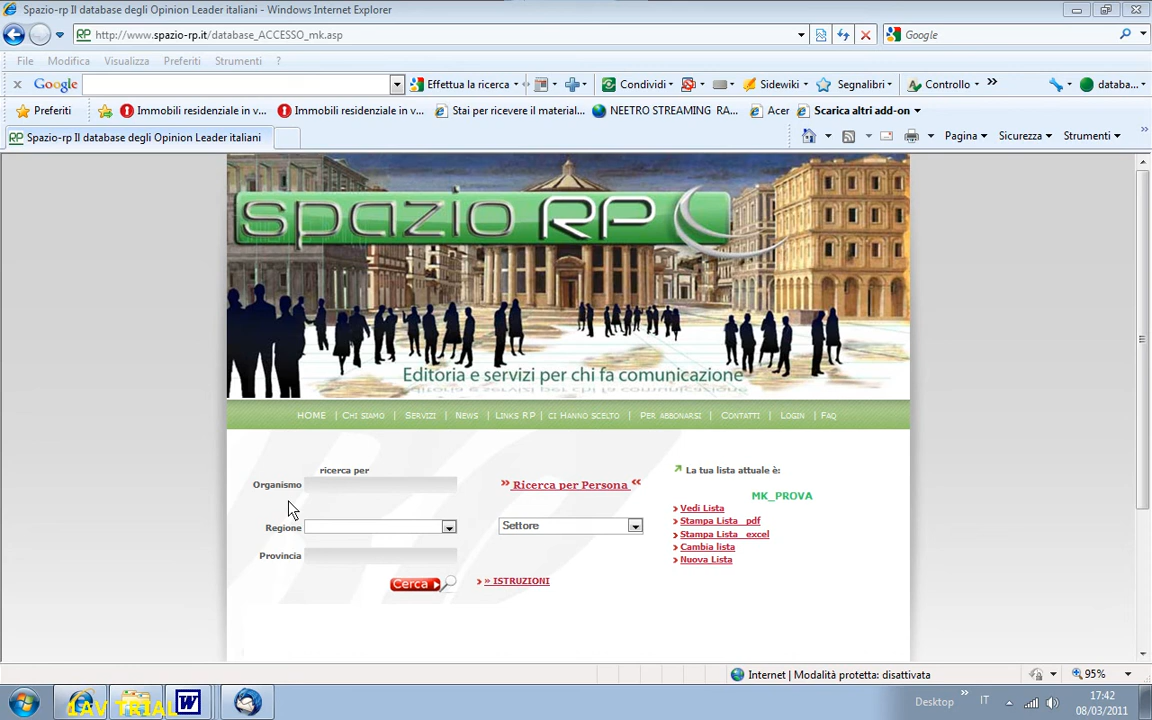 Spazio-rp Il database degli Opinion Leader italiani - Windows Internet Explorer
http://www.spazio-rp.it/database_ACCESSO_mk.asp
Google
File Modifica Visualizza Preferiti Strumenti ?
x Google Effettua la ricerca Condividi Sidewiki Segnalibri Controllo » databa...
Preferiti Immobili residenziale in v... Immobili residenziale in v... Stai per ricevere il material... NEETRO STREAMING RA... Acer Scarica altri add-on
RP Spazio-rp Il database degli Opinion Leader italiani Pagina Sicurezza Strumenti »
spazio RP
Editoria e servizi per chi fa comunicazione
HOME | CHI SIAMO | SERVIZI | NEWS | LINKS RP | CI HANNO SCELTO | PER ABBONARSI | CONTATTI | LOGIN | FAQ
ricerca per
La tua lista attuale è:
Organismo
» Ricerca per Persona «
MK_PROVA
Vedi Lista
Stampa Lista pdf
Regione
Settore
Stampa Lista excel
Cambia lista
Provincia
Nuova Lista
Cerca
» ISTRUZIONI
Internet | Modalità protetta: disattivata
95%
Desktop » IT
17:42
08/03/2011
1AV TRIAL